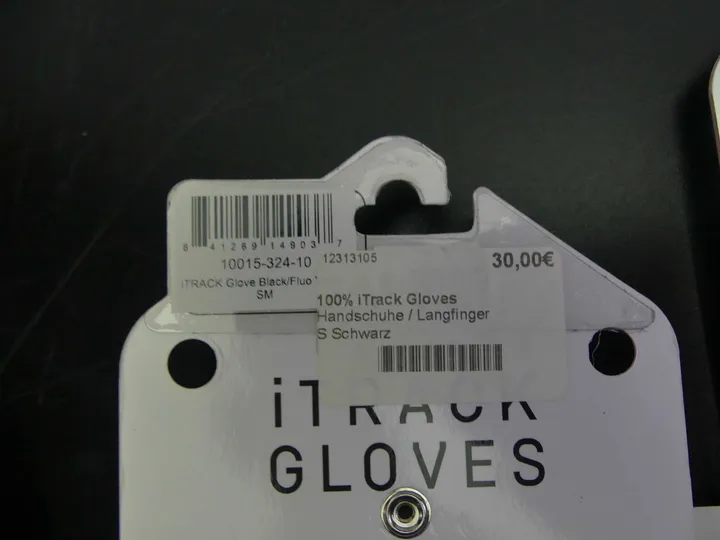 8 41269 14903 7
10015-324-10
iTRACK Glove Black/Fluo
SM
12313105
30,00€
100% iTrack Gloves
Handschuhe / Langfinger
S Schwarz
iTRACK
GLOVES